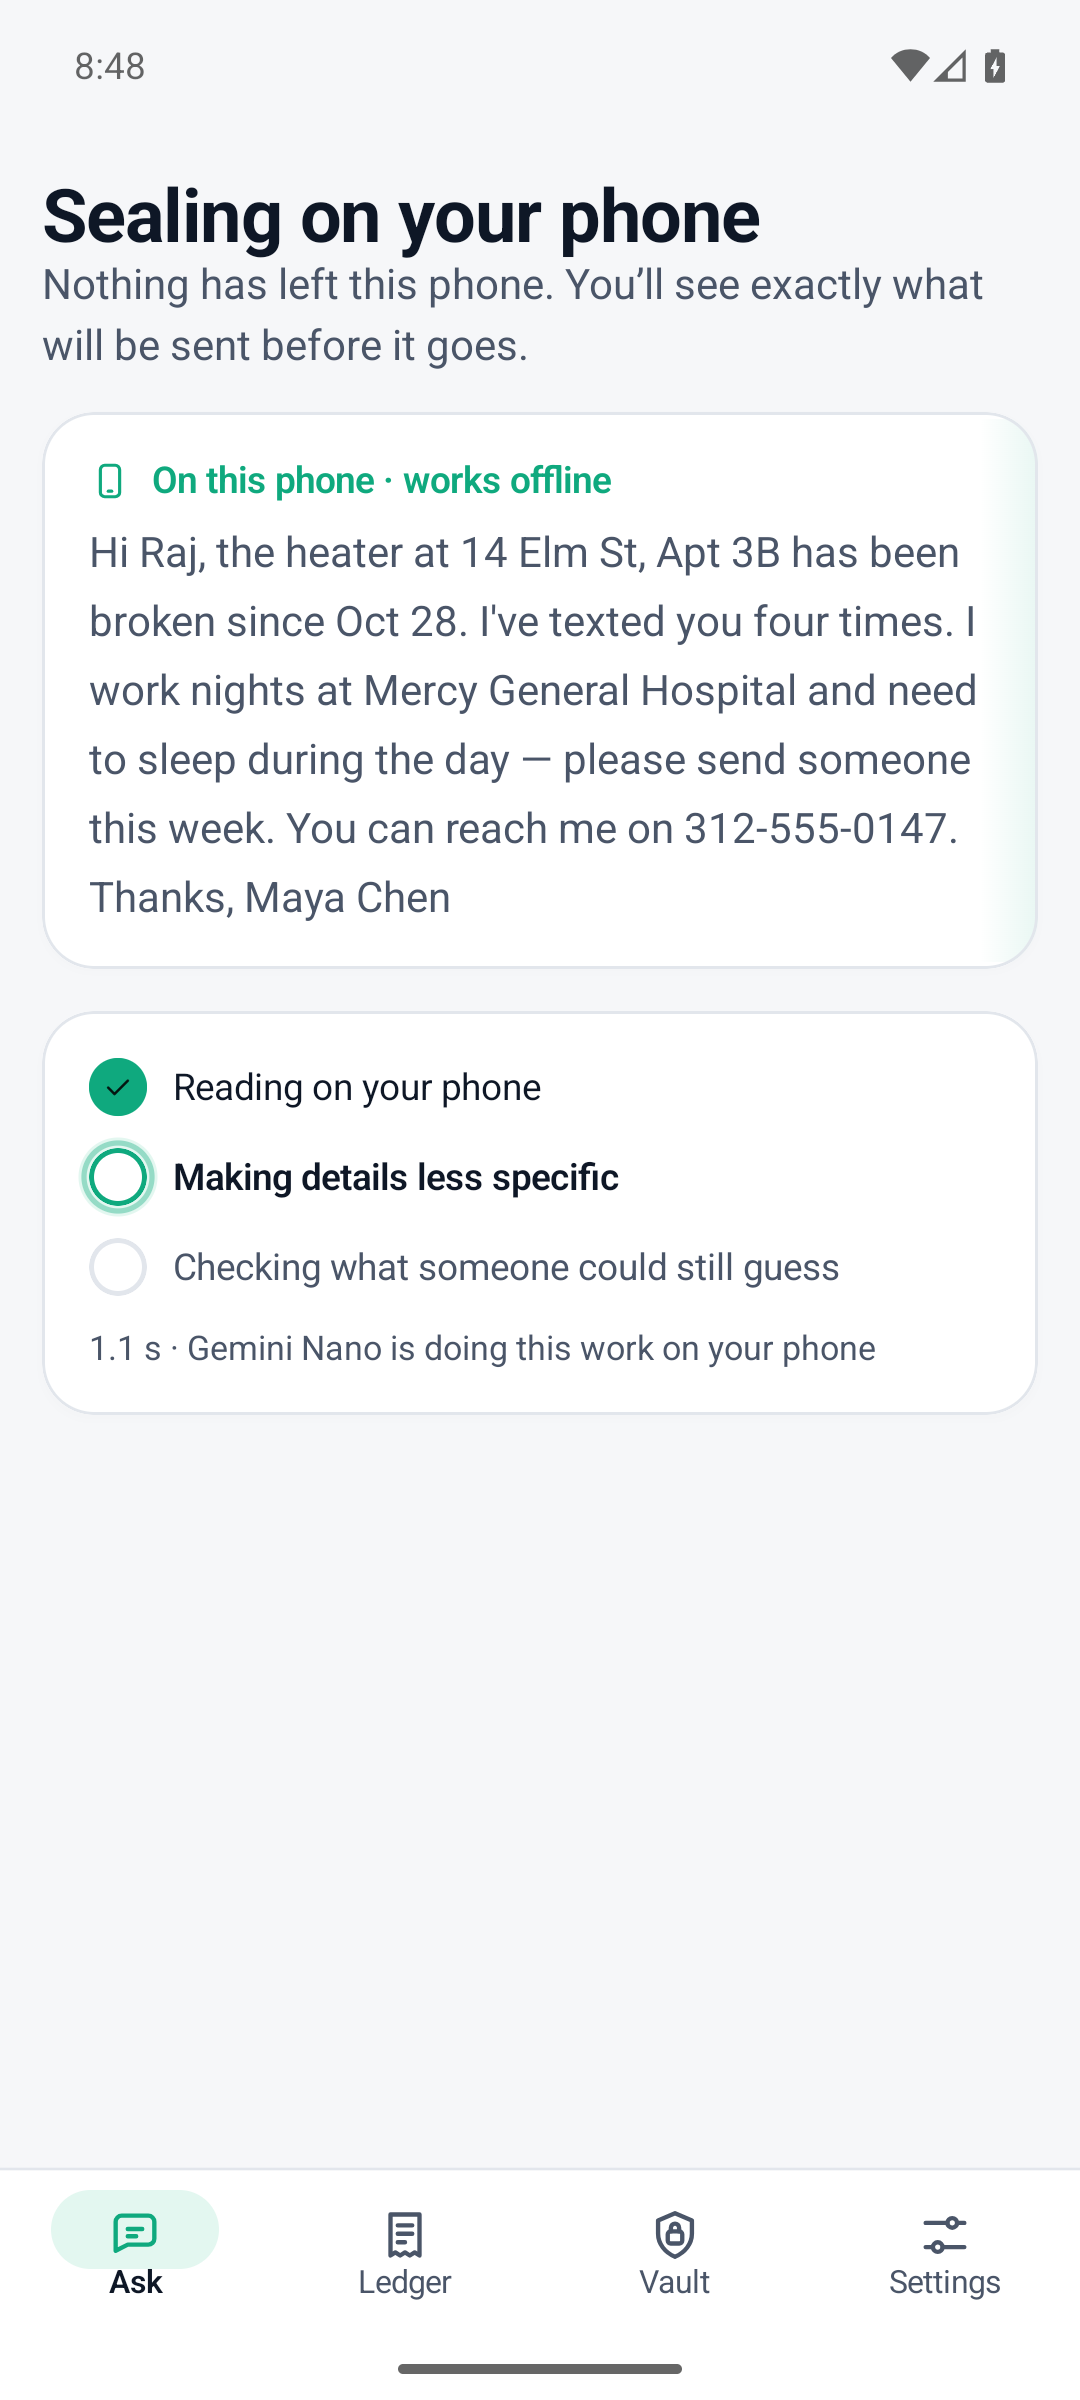 8:48
Sealing on your phone
Nothing has left this phone. You’ll see exactly what
will be sent before it goes.
On this phone · works offline
Hi Raj, the heater at 14 Elm St, Apt 3B has been
broken since Oct 28. I've texted you four times. I
work nights at Mercy General Hospital and need
to sleep during the day — please send someone
this week. You can reach me on 312-555-0147.
Thanks, Maya Chen
Reading on your phone
Making details less specific
Checking what someone could still guess
1.1 s · Gemini Nano is doing this work on your phone
Ask
Ledger
Vault
Settings